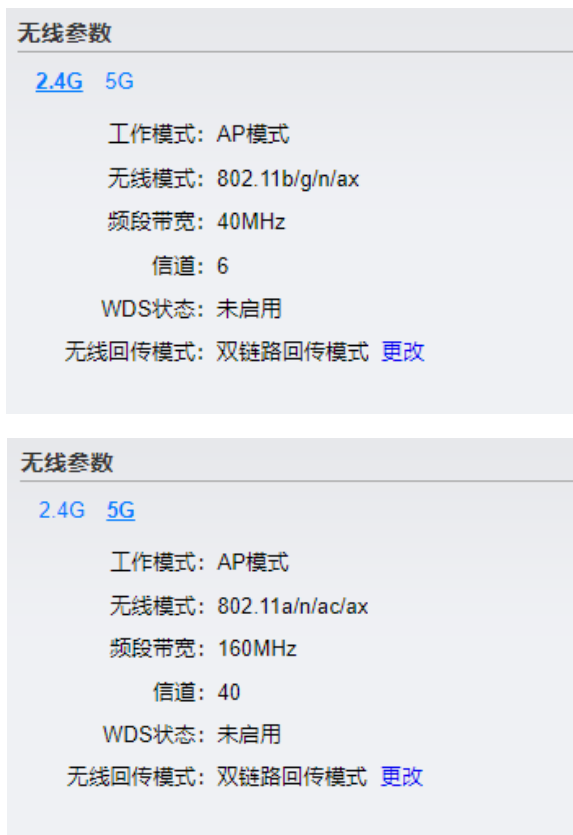 无线参数
2.4G 5G
工作模式： AP模式
无线模式： 802.11b/g/n/ax
频段带宽： 40MHz
信道： 6
WDS状态： 未启用
无线回传模式： 双链路回传模式 更改
无线参数
2.4G 5G
工作模式： AP模式
无线模式： 802.11a/n/ac/ax
频段带宽： 160MHz
信道： 40
WDS状态： 未启用
无线回传模式： 双链路回传模式 更改